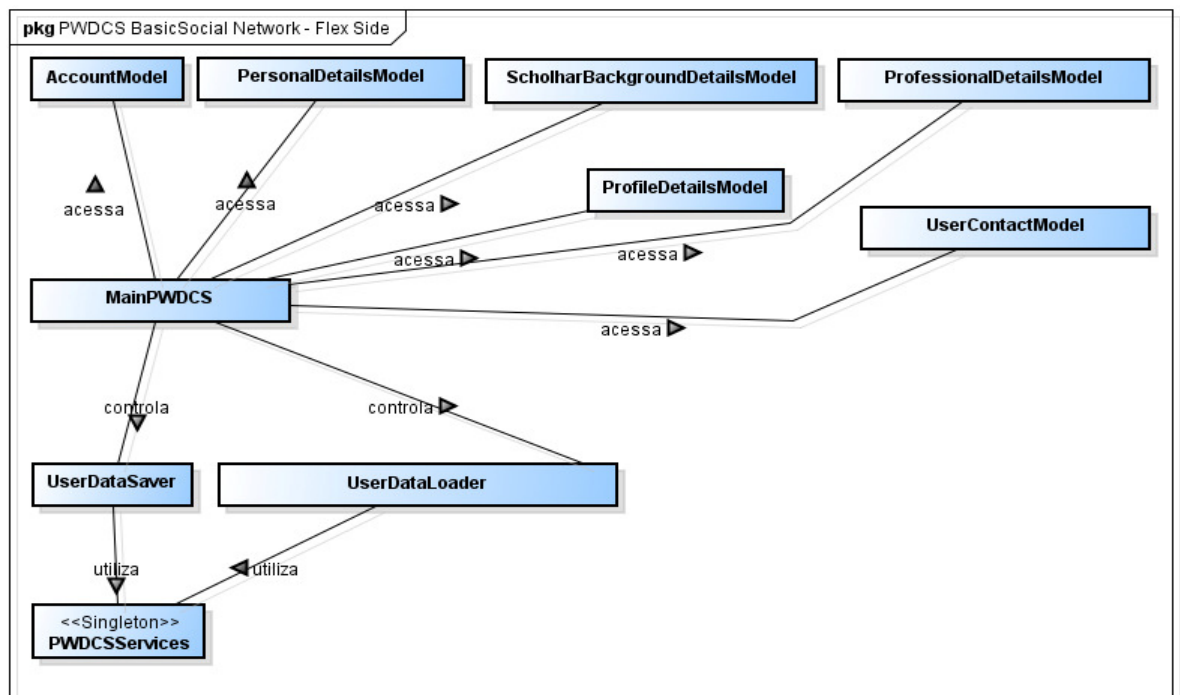 pkg PWDCS BasicSocial Network - Flex Side
AccountModel
PersonalDetailsModel
ScholharBackgroundDetailsModel
ProfessionalDetailsModel
ProfileDetailsModel
UserContactModel
acessa
acessa
acessa
acessa
acessa
acessa
MainPWDCS
controla
controla
UserDataSaver
UserDataLoader
utiliza
utiliza
<<Singleton>>
PWDCSServices